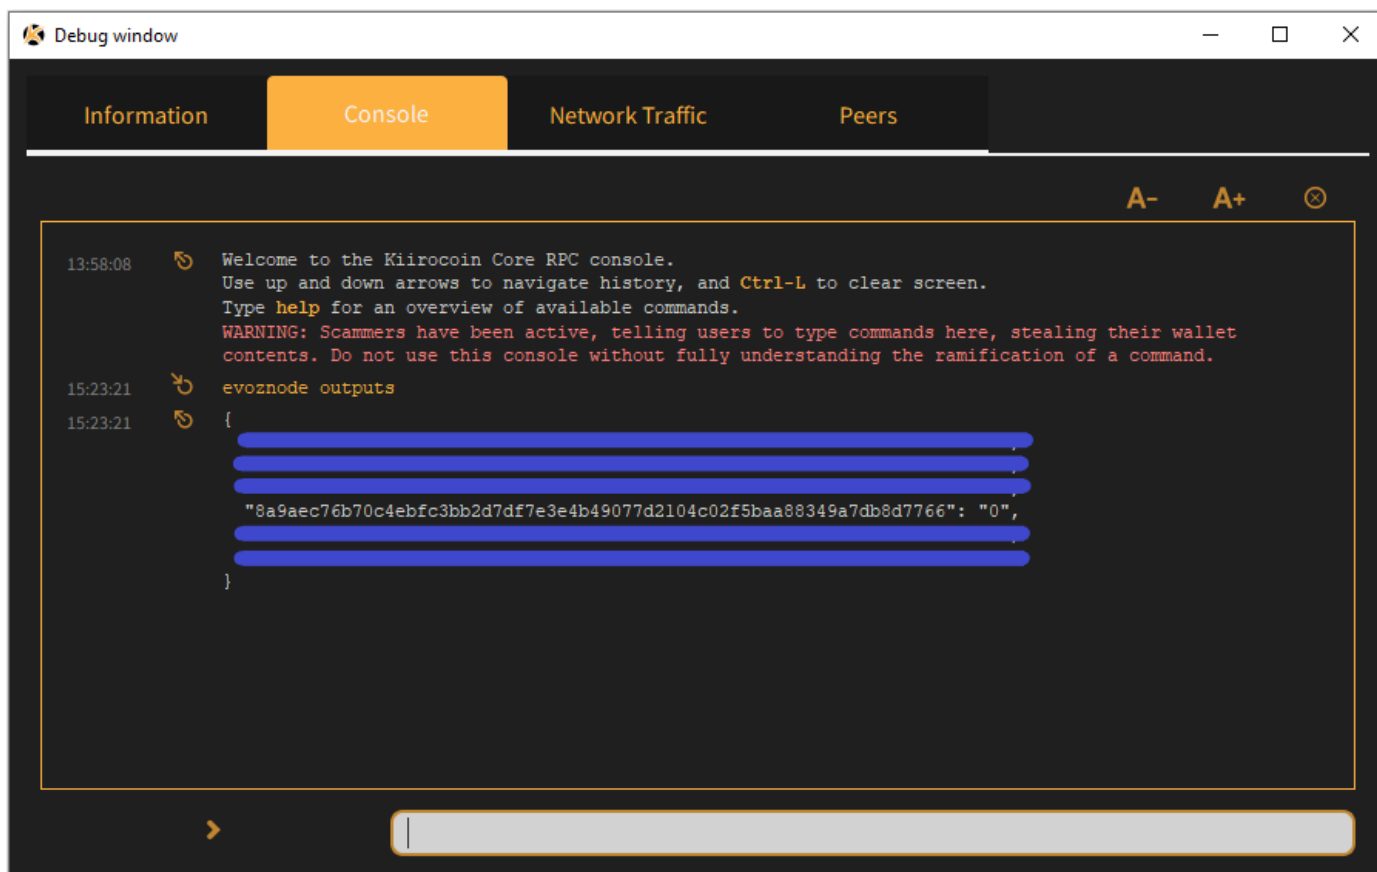 Debug window
Information
Console
Network Traffic
Peers
A-
A+
13:58:08
Welcome to the Kiirocoin Core RPC console.
Use up and down arrows to navigate history, and Ctrl-L to clear screen.
Type help for an overview of available commands.
WARNING: Scammers have been active, telling users to type commands here, stealing their wallet
contents. Do not use this console without fully understanding the ramification of a command.
15:23:21
evoznode outputs
15:23:21
{
"8a9aec76b70c4ebfc3bb2d7df7e3e4b49077d2104c02f5baa88349a7db8d7766": "0",
}